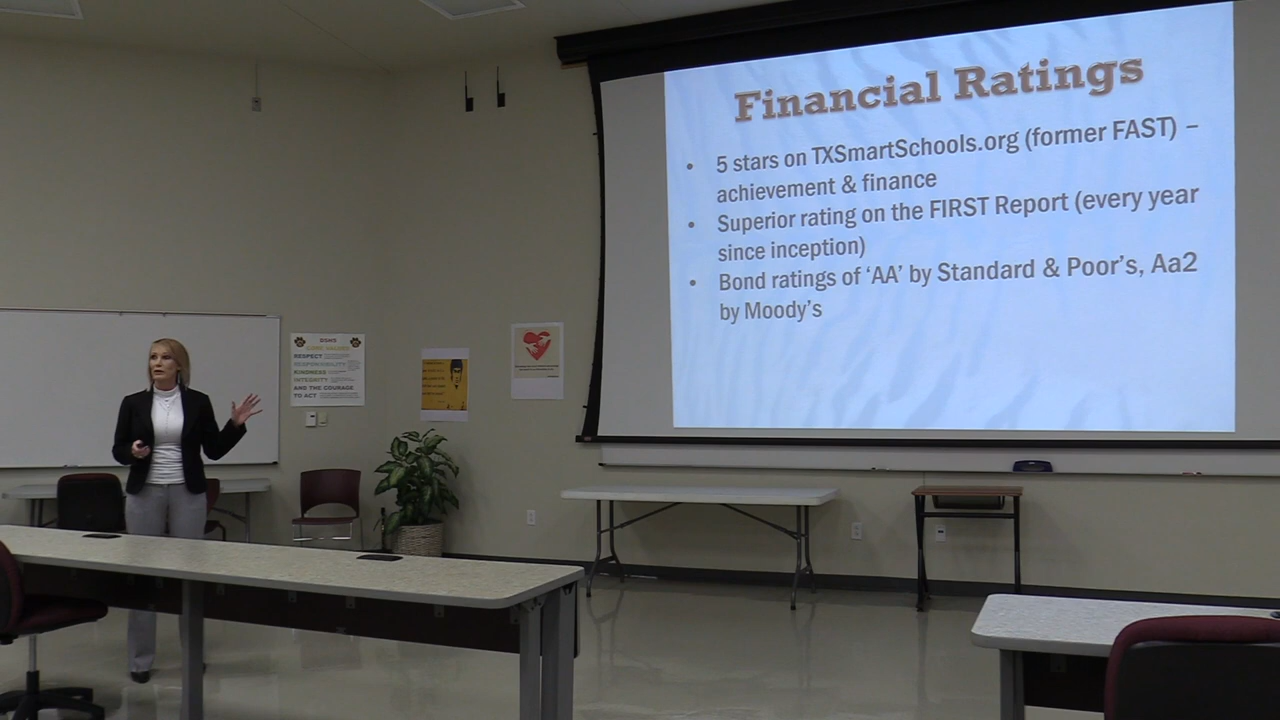 Financial Ratings
• 5 stars on TXSmartSchools.org (former FAST) –
achievement & finance
• Superior rating on the FIRST Report (every year
since inception)
• Bond ratings of ‘AA’ by Standard & Poor’s, Aa2
by Moody’s
CORE VALUES
RESPECT
RESPONSIBILITY
KINDNESS
INTEGRITY
AND THE COURAGE
TO ACT